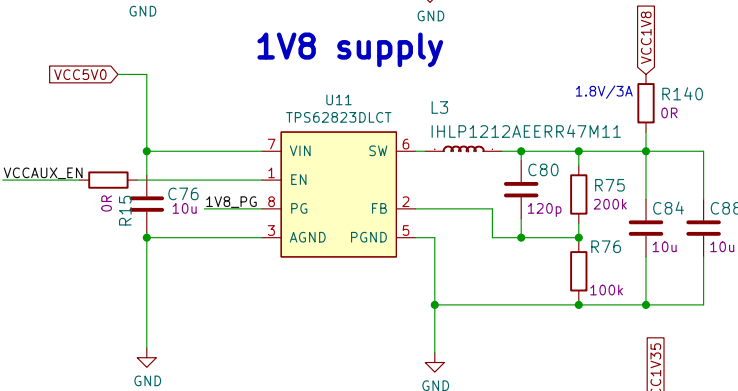 GND
GND
1V8 supply
VCC1V8
VCC5V0
1.8V/3A
R140
0R
U11
TPS62823DLCT
L3
IHLP1212AEERR47M11
7
VIN
SW
6
VCCAUX_EN
0R
R15
1
EN
C76
10u
1V8_PG
8
PG
FB
2
3
AGND
PGND
5
C80
120p
R75
200k
C84
10u
C88
10u
R76
100k
VCC1V35
GND
GND